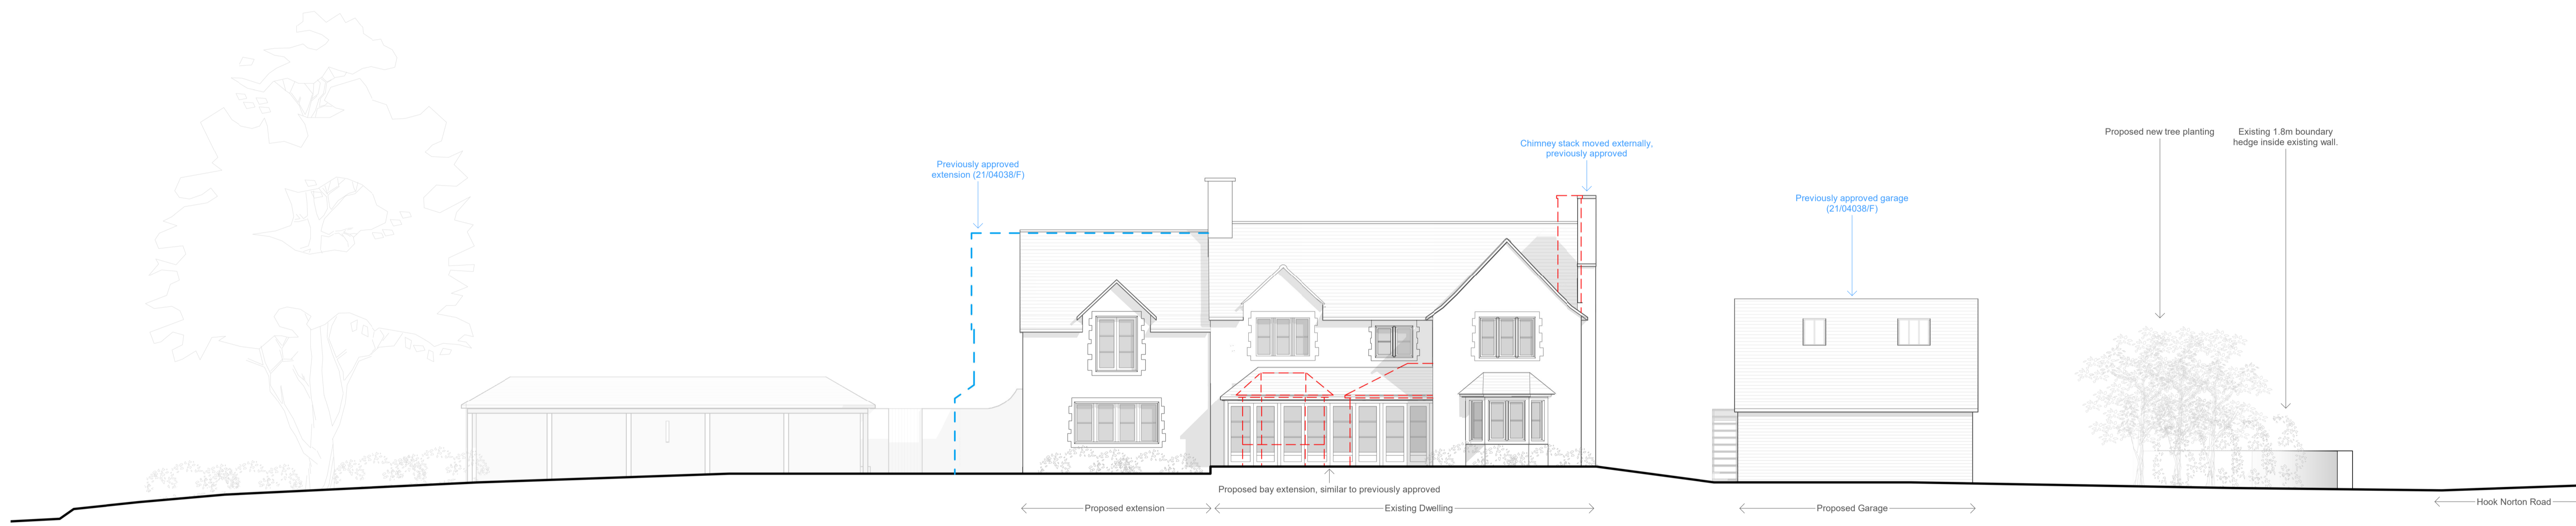 Previously approved
extension (21/04038/F)
Chimney stack moved externally,
previously approved
Previously approved garage
(21/04038/F)
Proposed new tree planting
Existing 1.8m boundary
hedge inside existing wall.
Proposed bay extension, similar to previously approved
Proposed extension
Existing Dwelling
Proposed Garage
Hook Norton Road